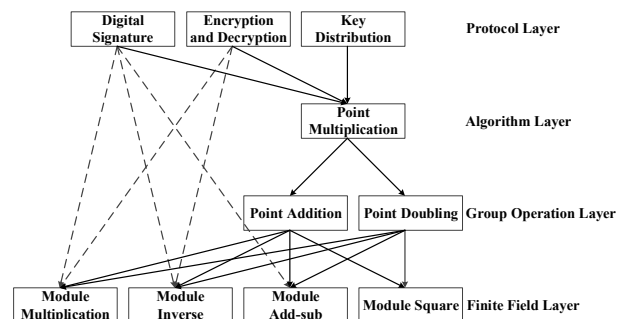 Digital Signature
Encryption and Decryption
Key Distribution
Protocol Layer
Point Multiplication
Algorithm Layer
Point Addition
Point Doubling
Group Operation Layer
Module Multiplication
Module Inverse
Module Add-sub
Module Square
Finite Field Layer